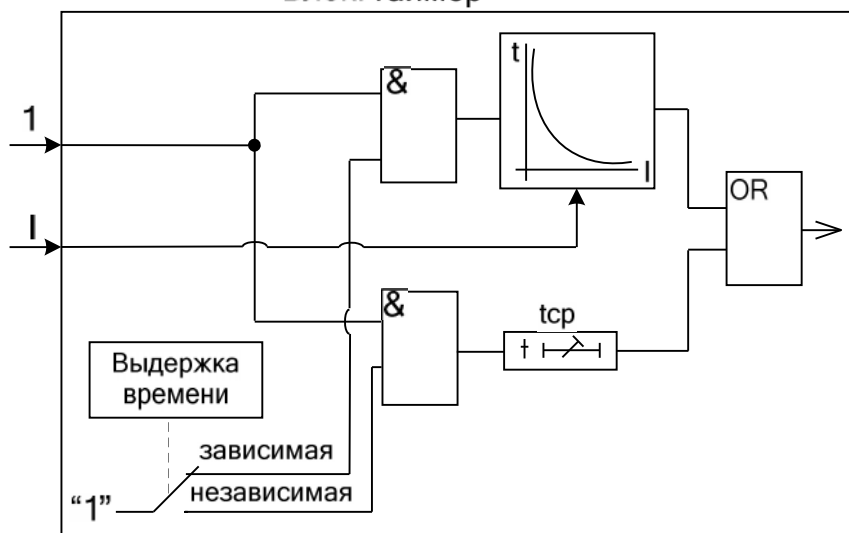 &
t
1
I
OR
I
&
tср
t
Выдержка
времени
зависимая
независимая
“1”